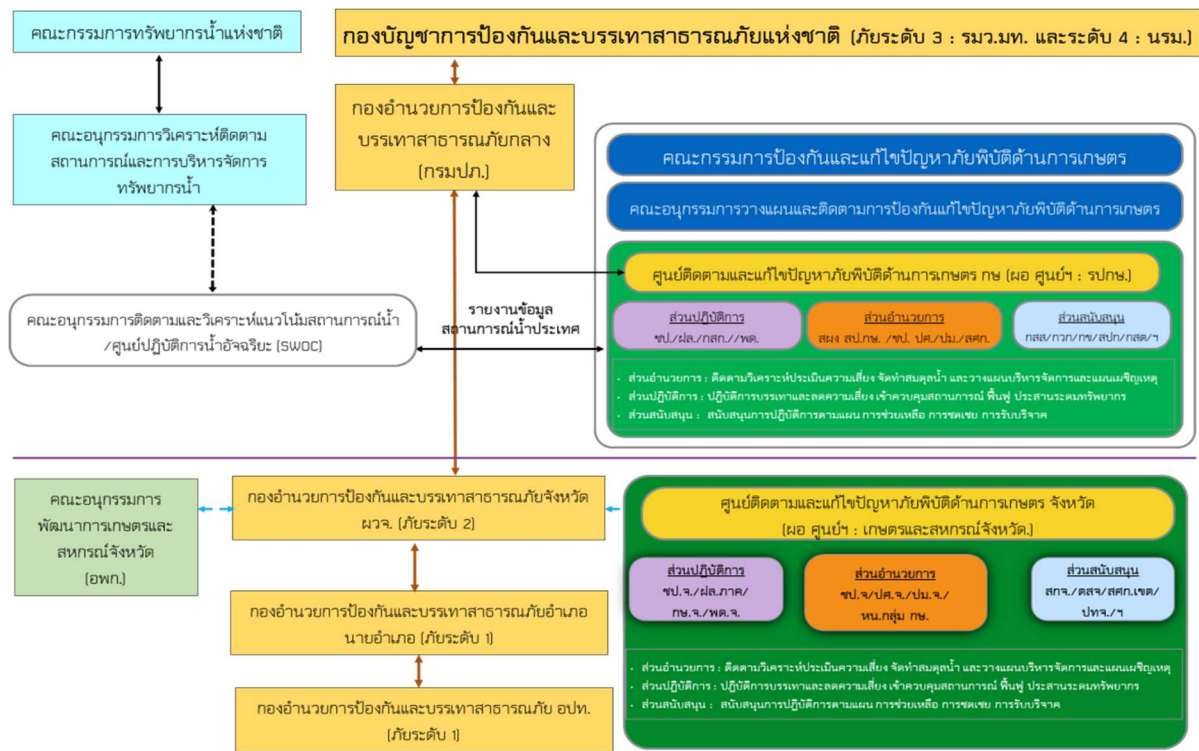 คณะกรรมการทรัพยากรน้ำแห่งชาติ
กองบัญชาการป้องกันและบรรเทาสาธารณภัยแห่งชาติ (ภัยระดับ 3 : รมว.มท. และระดับ 4 : นรม.)
คณะอนุกรรมการวิเคราะห์ติดตาม
สถานการณ์และการบริหารจัดการ
ทรัพยากรน้ำ
กองอำนวยการป้องกันและ
บรรเทาสาธารณภัยกลาง
(กรมปภ.)
คณะกรรมการป้องกันและแก้ไขปัญหาภัยพิบัติด้านการเกษตร
คณะอนุกรรมการวางแผนและติดตามการป้องกันแก้ไขปัญหาภัยพิบัติด้านการเกษตร
ศูนย์ติดตามและแก้ไขปัญหาภัยพิบัติด้านการเกษตร กษ (ผอ ศูนย์ฯ : รปกษ.)
คณะอนุกรรมการติดตามและวิเคราะห์แนวโน้มสถานการณ์น้ำ
/ศูนย์ปฏิบัติการน้ำอัจฉริยะ (SWOC)
รายงานข้อมูล
สถานการณ์น้ำประเทศ
ส่วนปฏิบัติการ
ชป./ฝล./กสก.//พด.
ส่วนอำนวยการ
สผง สป.กษ. /ชป. ปศ./ปม./สศก.
ส่วนสนับสนุน
กสส/กวก/กข/สปก/กสต/ฯ
· ส่วนอำนวยการ : ติดตามวิเคราะห์ประเมินความเสี่ยง จัดทำสมดุลน้ำ และวางแผนบริหารจัดการและแผนเผชิญเหตุ
· ส่วนปฏิบัติการ : ปฏิบัติการบรรเทาและลดความเสี่ยง เข้าควบคุมสถานการณ์ ฟื้นฟู ประสานระดมทรัพยากร
· ส่วนสนับสนุน : สนับสนุนการปฏิบัติการตามแผน การช่วยเหลือ การชดเชย การรับบริจาค
คณะอนุกรรมการ
พัฒนาการเกษตรและ
สหกรณ์จังหวัด
(อพก.)
กองอำนวยการป้องกันและบรรเทาสาธารณภัยจังหวัด
ผวจ. (ภัยระดับ 2)
ศูนย์ติดตามและแก้ไขปัญหาภัยพิบัติด้านการเกษตร จังหวัด
(ผอ ศูนย์ฯ : เกษตรและสหกรณ์จังหวัด.)
ส่วนปฏิบัติการ
ชป.จ./ฝล.ภาค/
กษ.จ./พด.จ.
ส่วนอำนวยการ
ชป.จ/ปศ.จ./ปม.จ./
หน.กลุ่ม กษ.
ส่วนสนับสนุน
สกจ./ตสจ/สศก.เขต/
ปทจ./ฯ
กองอำนวยการป้องกันและบรรเทาสาธารณภัยอำเภอ
นายอำเภอ (ภัยระดับ 1)
· ส่วนอำนวยการ : ติดตามวิเคราะห์ประเมินความเสี่ยง จัดทำสมดุลน้ำ และวางแผนบริหารจัดการและแผนเผชิญเหตุ
· ส่วนปฏิบัติการ : ปฏิบัติการบรรเทาและลดความเสี่ยง เข้าควบคุมสถานการณ์ ฟื้นฟู ประสานระดมทรัพยากร
· ส่วนสนับสนุน : สนับสนุนการปฏิบัติการตามแผน การช่วยเหลือ การชดเชย การรับบริจาค
กองอำนวยการป้องกันและบรรเทาสาธารณภัย อปท.
(ภัยระดับ 1)